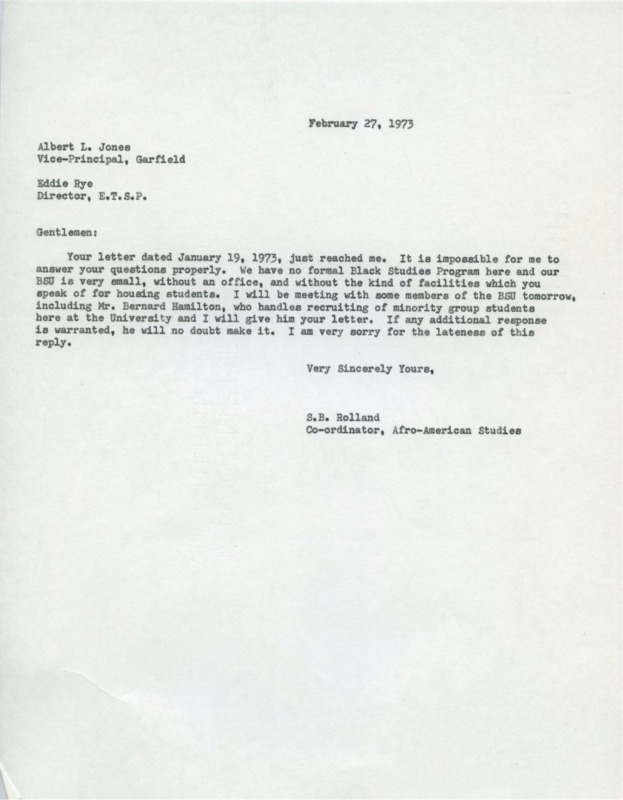 February 27, 1973
Albert L. Jones
Vice-Principal, Garfield
Eddie Rye
Director, E.T.S.P.
Gentlemen:
Your letter dated January 19, 1973, just reached me. It is impossible for me to
answer your questions properly. We have no formal Black Studies Program here and our
BSU is very small, without an office, and without the kind of facilities which you
speak of for housing students. I will be meeting with some members of the BSU tomorrow,
including Mr. Bernard Hamilton, who handles recruiting of minority group students
here at the University and I will give him your letter. If any additional response
is warranted, he will no doubt make it. I am very sorry for the lateness of this
reply.
Very Sincerely Yours,
S.B. Rolland
Co-ordinator, Afro-American Studies